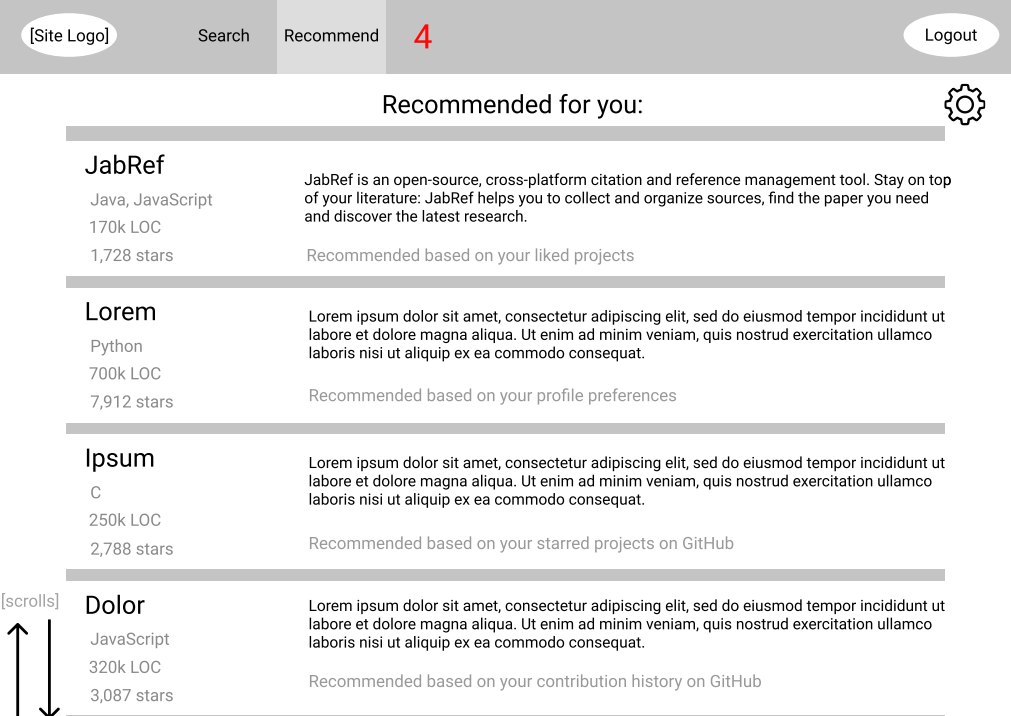 [Site Logo]
Search
Recommend
4
Logout
Recommended for you:
JabRef
Java, JavaScript
170k LOC
1,728 stars
JabRef is an open-source, cross-platform citation and reference management tool. Stay on top
of your literature: JabRef helps you to collect and organize sources, find the paper you need
and discover the latest research.
Recommended based on your liked projects
Lorem
Python
700k LOC
7,912 stars
Lorem ipsum dolor sit amet, consectetur adipiscing elit, sed do eiusmod tempor incididunt ut
labore et dolore magna aliqua. Ut enim ad minim veniam, quis nostrud exercitation ullamco
laboris nisi ut aliquip ex ea commodo consequat.
Recommended based on your profile preferences
Ipsum
C
250k LOC
2,788 stars
Lorem ipsum dolor sit amet, consectetur adipiscing elit, sed do eiusmod tempor incididunt ut
labore et dolore magna aliqua. Ut enim ad minim veniam, quis nostrud exercitation ullamco
laboris nisi ut aliquip ex ea commodo consequat.
Recommended based on your starred projects on GitHub
[scrolls]
Dolor
JavaScript
320k LOC
3,087 stars
Lorem ipsum dolor sit amet, consectetur adipiscing elit, sed do eiusmod tempor incididunt ut
labore et dolore magna aliqua. Ut enim ad minim veniam, quis nostrud exercitation ullamco
laboris nisi ut aliquip ex ea commodo consequat.
Recommended based on your contribution history on GitHub